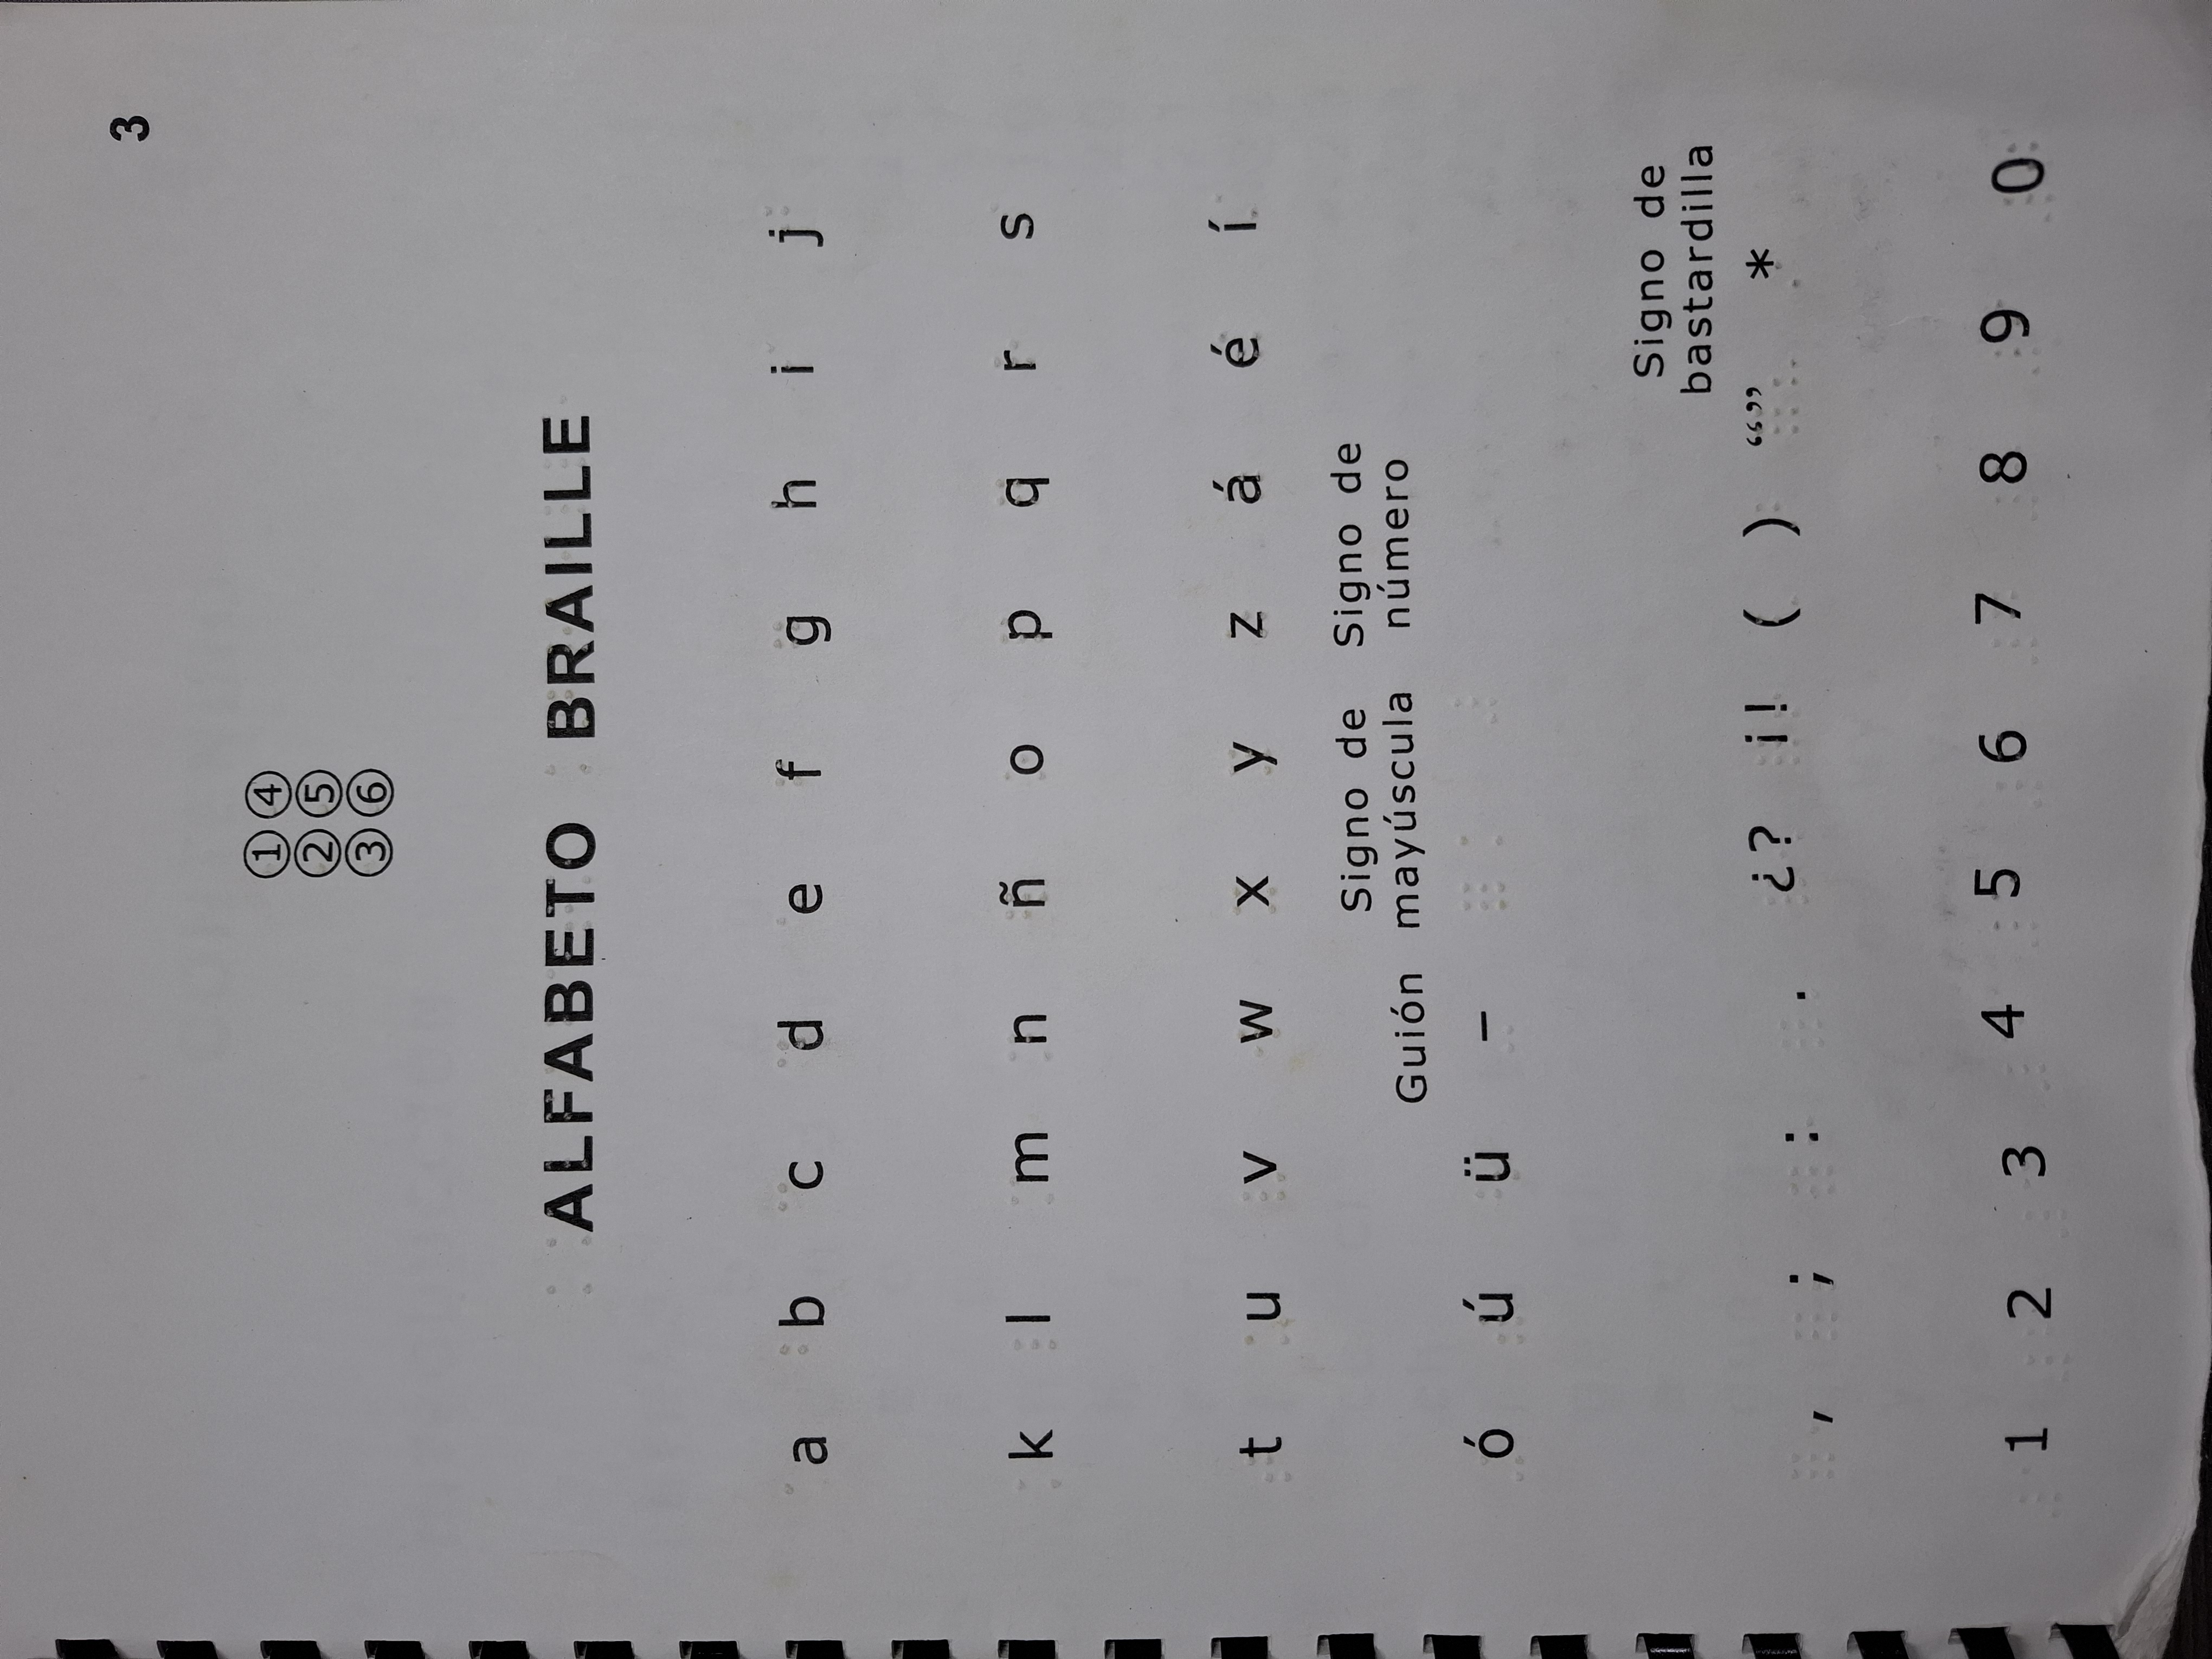 3
① ④
② ⑤
③ ⑥
ALFABETO BRAILLE
a b c d e f g h i j
k l m n ñ o p q r s
t u v w x y z á é í
Signo de Signo de
Guión mayúscula número
ó ú ü –
Signo de
bastardilla
, ; : . ¿? ¡! ( ) “” *
1 2 3 4 5 6 7 8 9 0